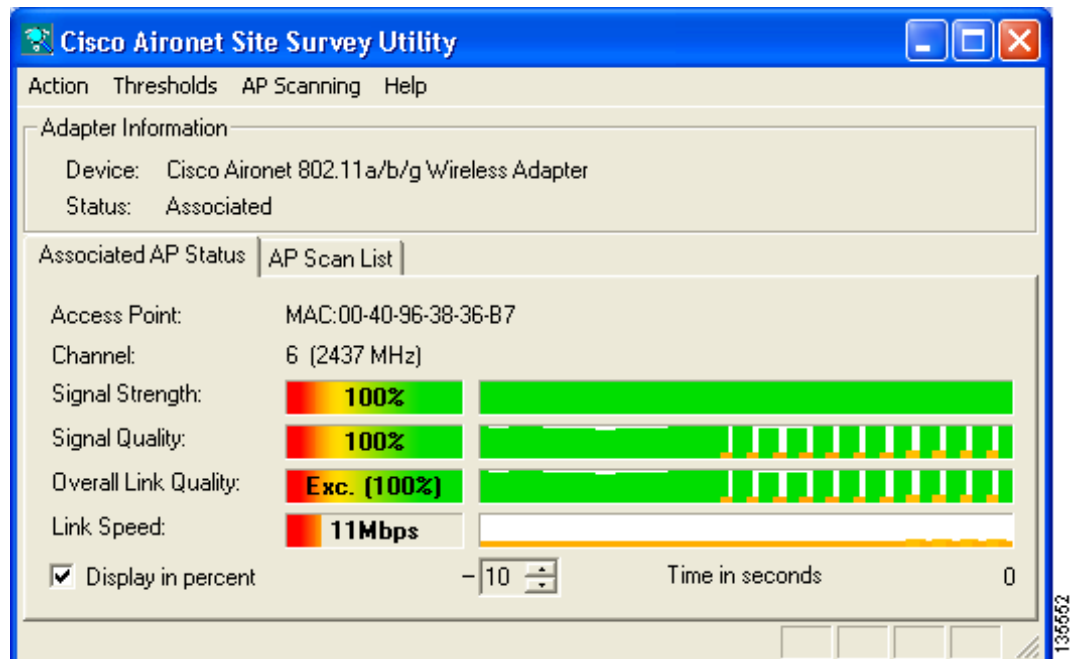 Cisco Aironet Site Survey Utility
Action Thresholds AP Scanning Help
Adapter Information
Device: Cisco Aironet 802.11a/b/g Wireless Adapter
Status: Associated
Associated AP Status AP Scan List
Access Point: MAC:00-40-96-38-36-B7
Channel: 6 (2437 MHz)
Signal Strength: 100%
Signal Quality: 100%
Overall Link Quality: Exc. (100%)
Link Speed: 11Mbps
Display in percent - 10 Time in seconds 0
135552